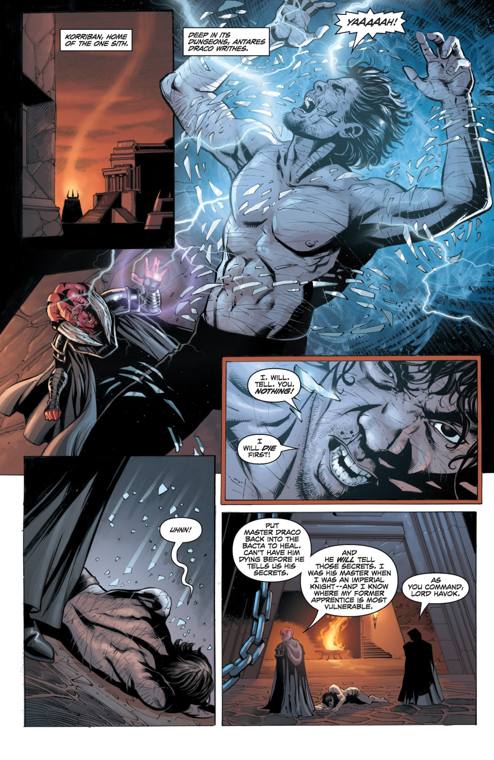 KORRIBAN, HOME
OF THE ONE SITH.
DEEP IN ITS
DUNGEONS, ANTARES
DRACO WRITHES.
YAAAAAH!
I. WILL.
TELL. YOU.
NOTHING!
I
WILL DIE
FIRST!
UHNN!
PUT
MASTER DRACO
BACK INTO THE
BACTA TO HEAL.
CAN'T HAVE HIM
DYING BEFORE HE
TELLS US HIS
SECRETS.
AND
HE WILL TELL
THOSE SECRETS. I
WAS HIS MASTER WHEN
I WAS AN IMPERIAL
KNIGHT--AND I KNOW
WHERE MY FORMER
APPRENTICE IS MOST
VULNERABLE.
AS
YOU COMMAND,
LORD HAVOK.